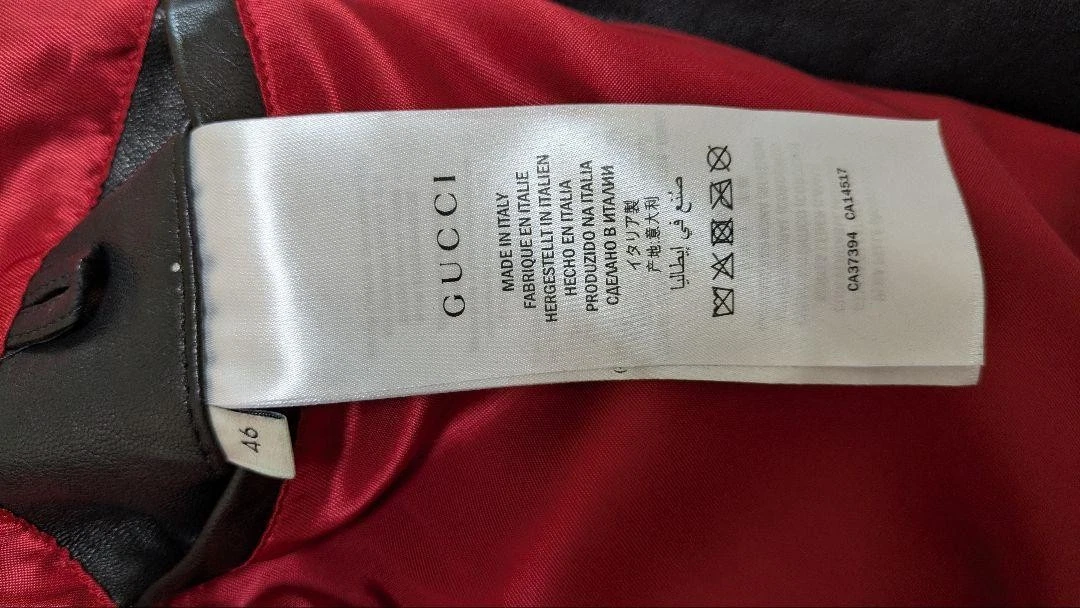 GUCCI
MADE IN ITALY
FABRIQUE EN ITALIE
HERGESTELLT IN ITALIEN
HECHO EN ITALIA
PRODUZIDO NA ITALIA
СДЕЛАНО В ИТАЛИИ
イタリア製
产地意大利
صنع في إيطاليا
CA37394 CA14517
46